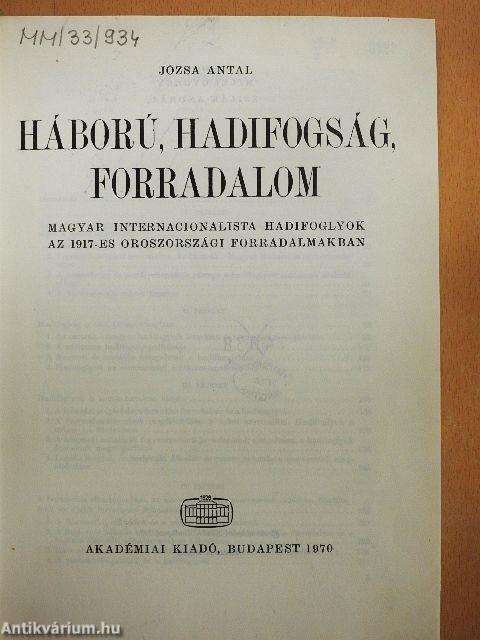 MM/33/934
JÓZSA ANTAL
HÁBORÚ, HADIFOGSÁG,
FORRADALOM
MAGYAR INTERNACIONALISTA HADIFOGLYOK
AZ 1917-ES OROSZORSZÁGI FORRADALMAKBAN
1828
AKADÉMIAI KIADÓ, BUDAPEST 1970
Antikvárium.hu